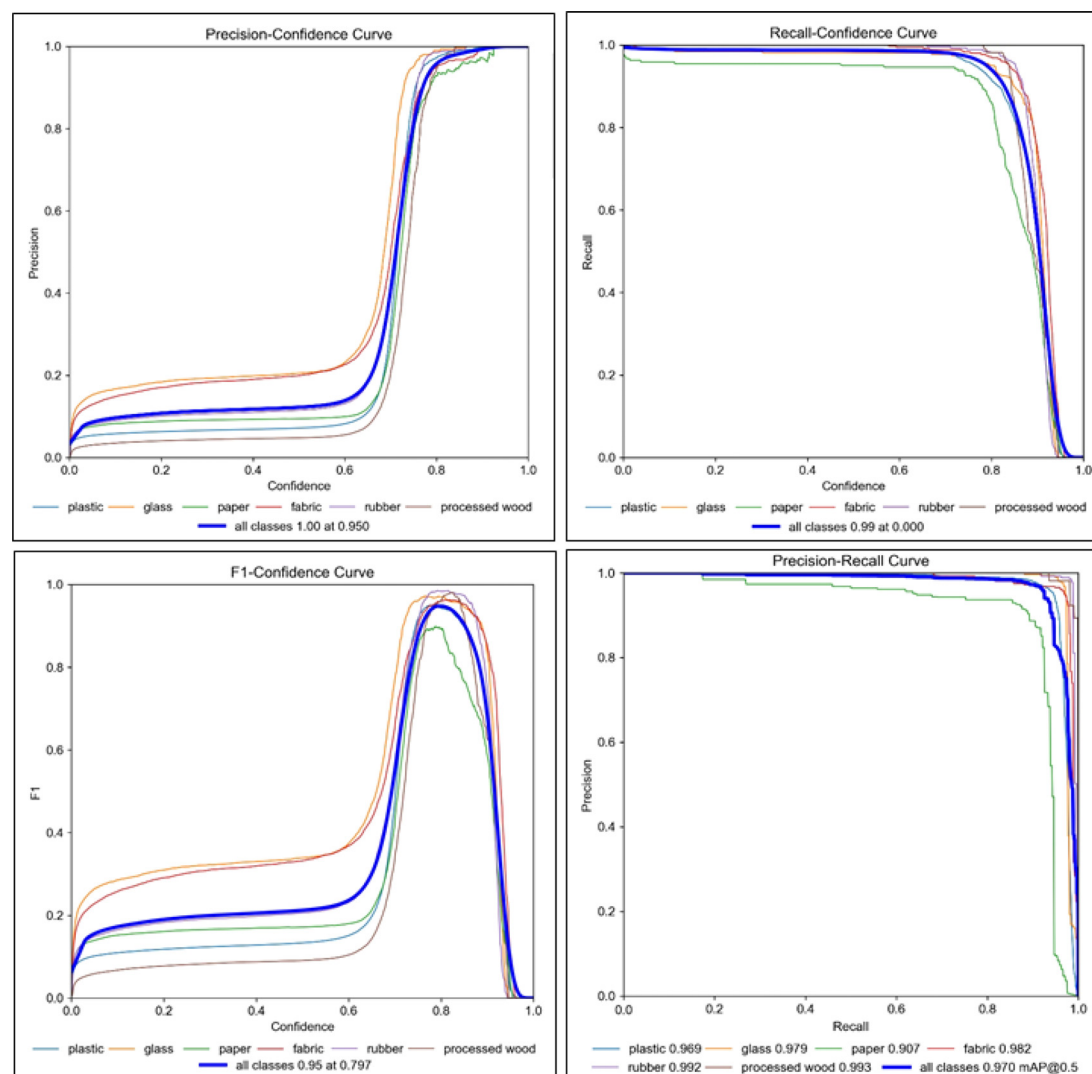 Precision-Confidence Curve
1.0
0.8
0.6
0.4
0.2
0.0
Precision
0.0 0.2 0.4 0.6 0.8 1.0
Confidence
plastic glass paper fabric rubber processed wood
all classes 1.00 at 0.950
Recall-Confidence Curve
1.0
0.8
0.6
0.4
0.2
0.0
Recall
0.0 0.2 0.4 0.6 0.8 1.0
Confidence
plastic glass paper fabric rubber processed wood
all classes 0.99 at 0.000
F1-Confidence Curve
1.0
0.8
0.6
0.4
0.2
0.0
F1
0.0 0.2 0.4 0.6 0.8 1.0
Confidence
plastic glass paper fabric rubber processed wood
all classes 0.95 at 0.797
Precision-Recall Curve
1.0
0.8
0.6
0.4
0.2
0.0
Precision
0.0 0.2 0.4 0.6 0.8 1.0
Recall
plastic 0.969 glass 0.979 paper 0.907 fabric 0.982
rubber 0.992 processed wood 0.993 all classes 0.970 mAP@0.5